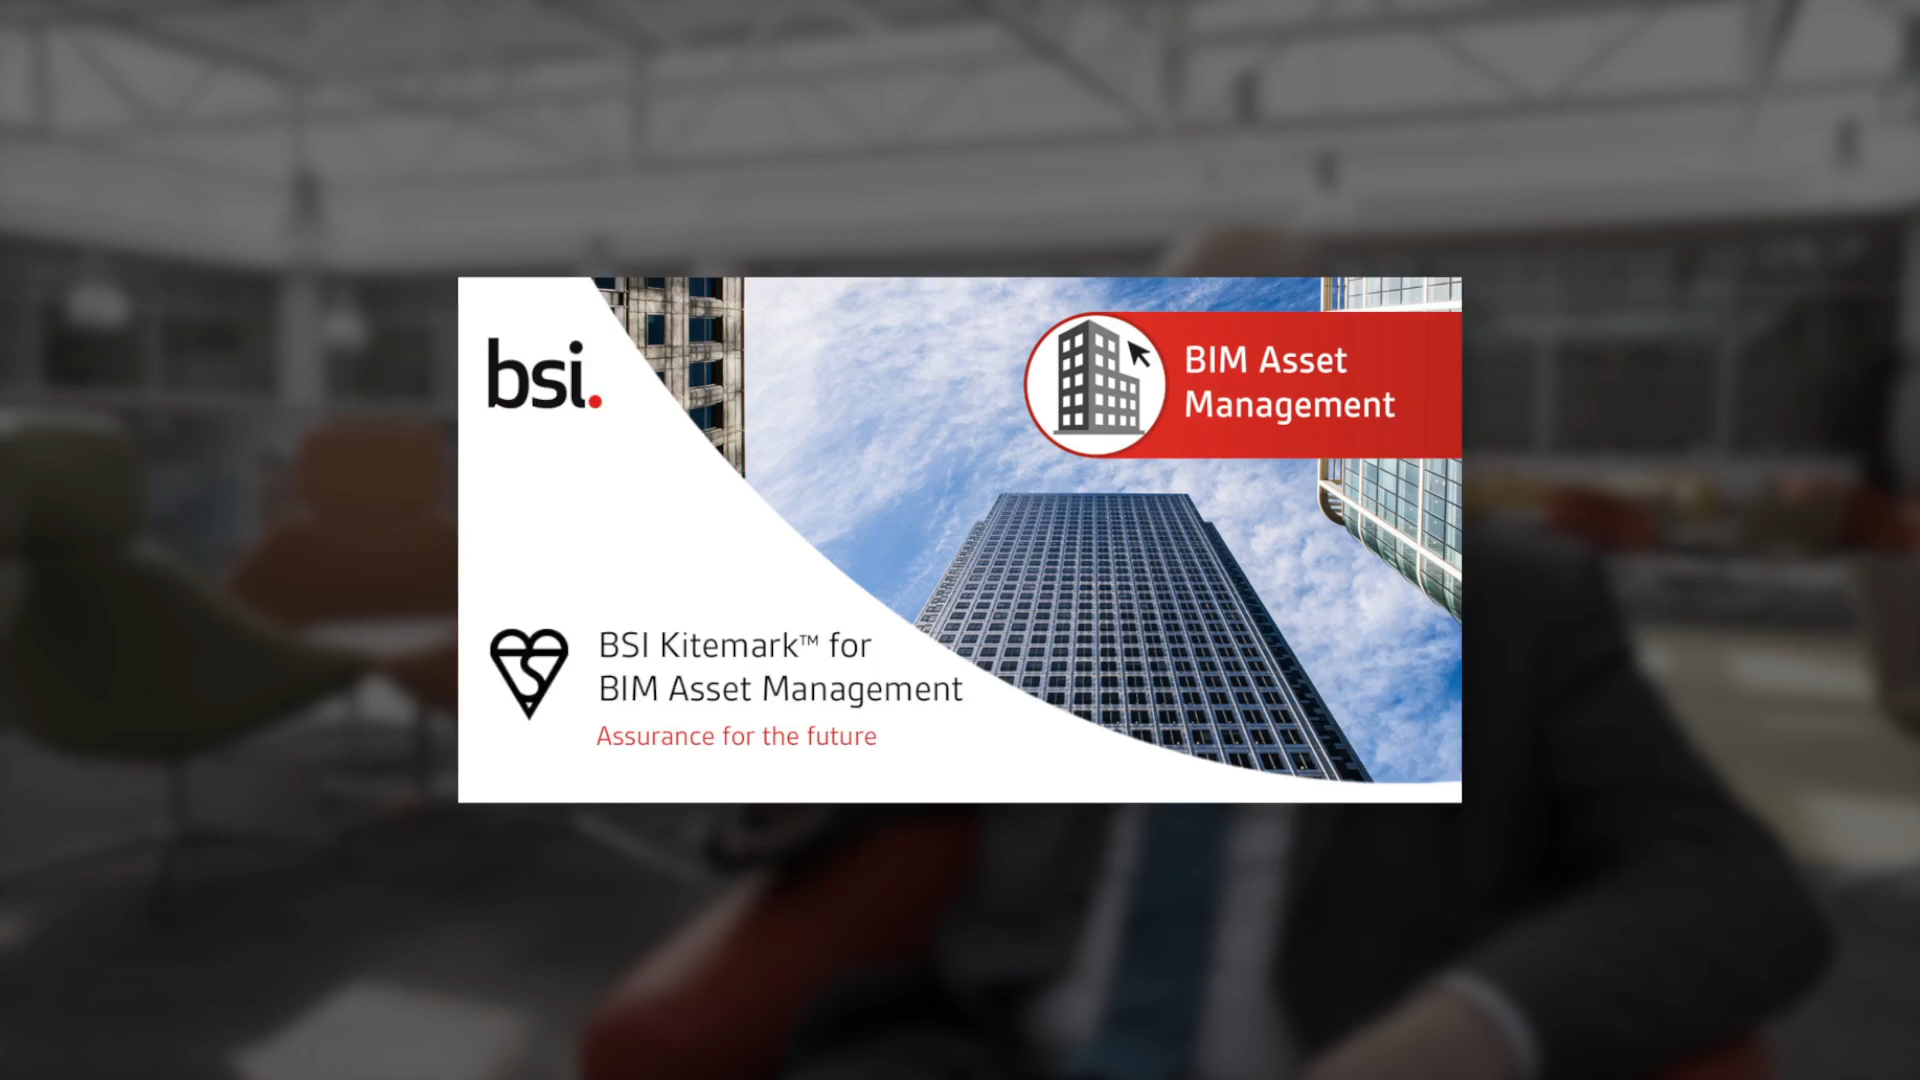 bsi.
BIM Asset
Management
BSI Kitemark™ for
BIM Asset Management
Assurance for the future